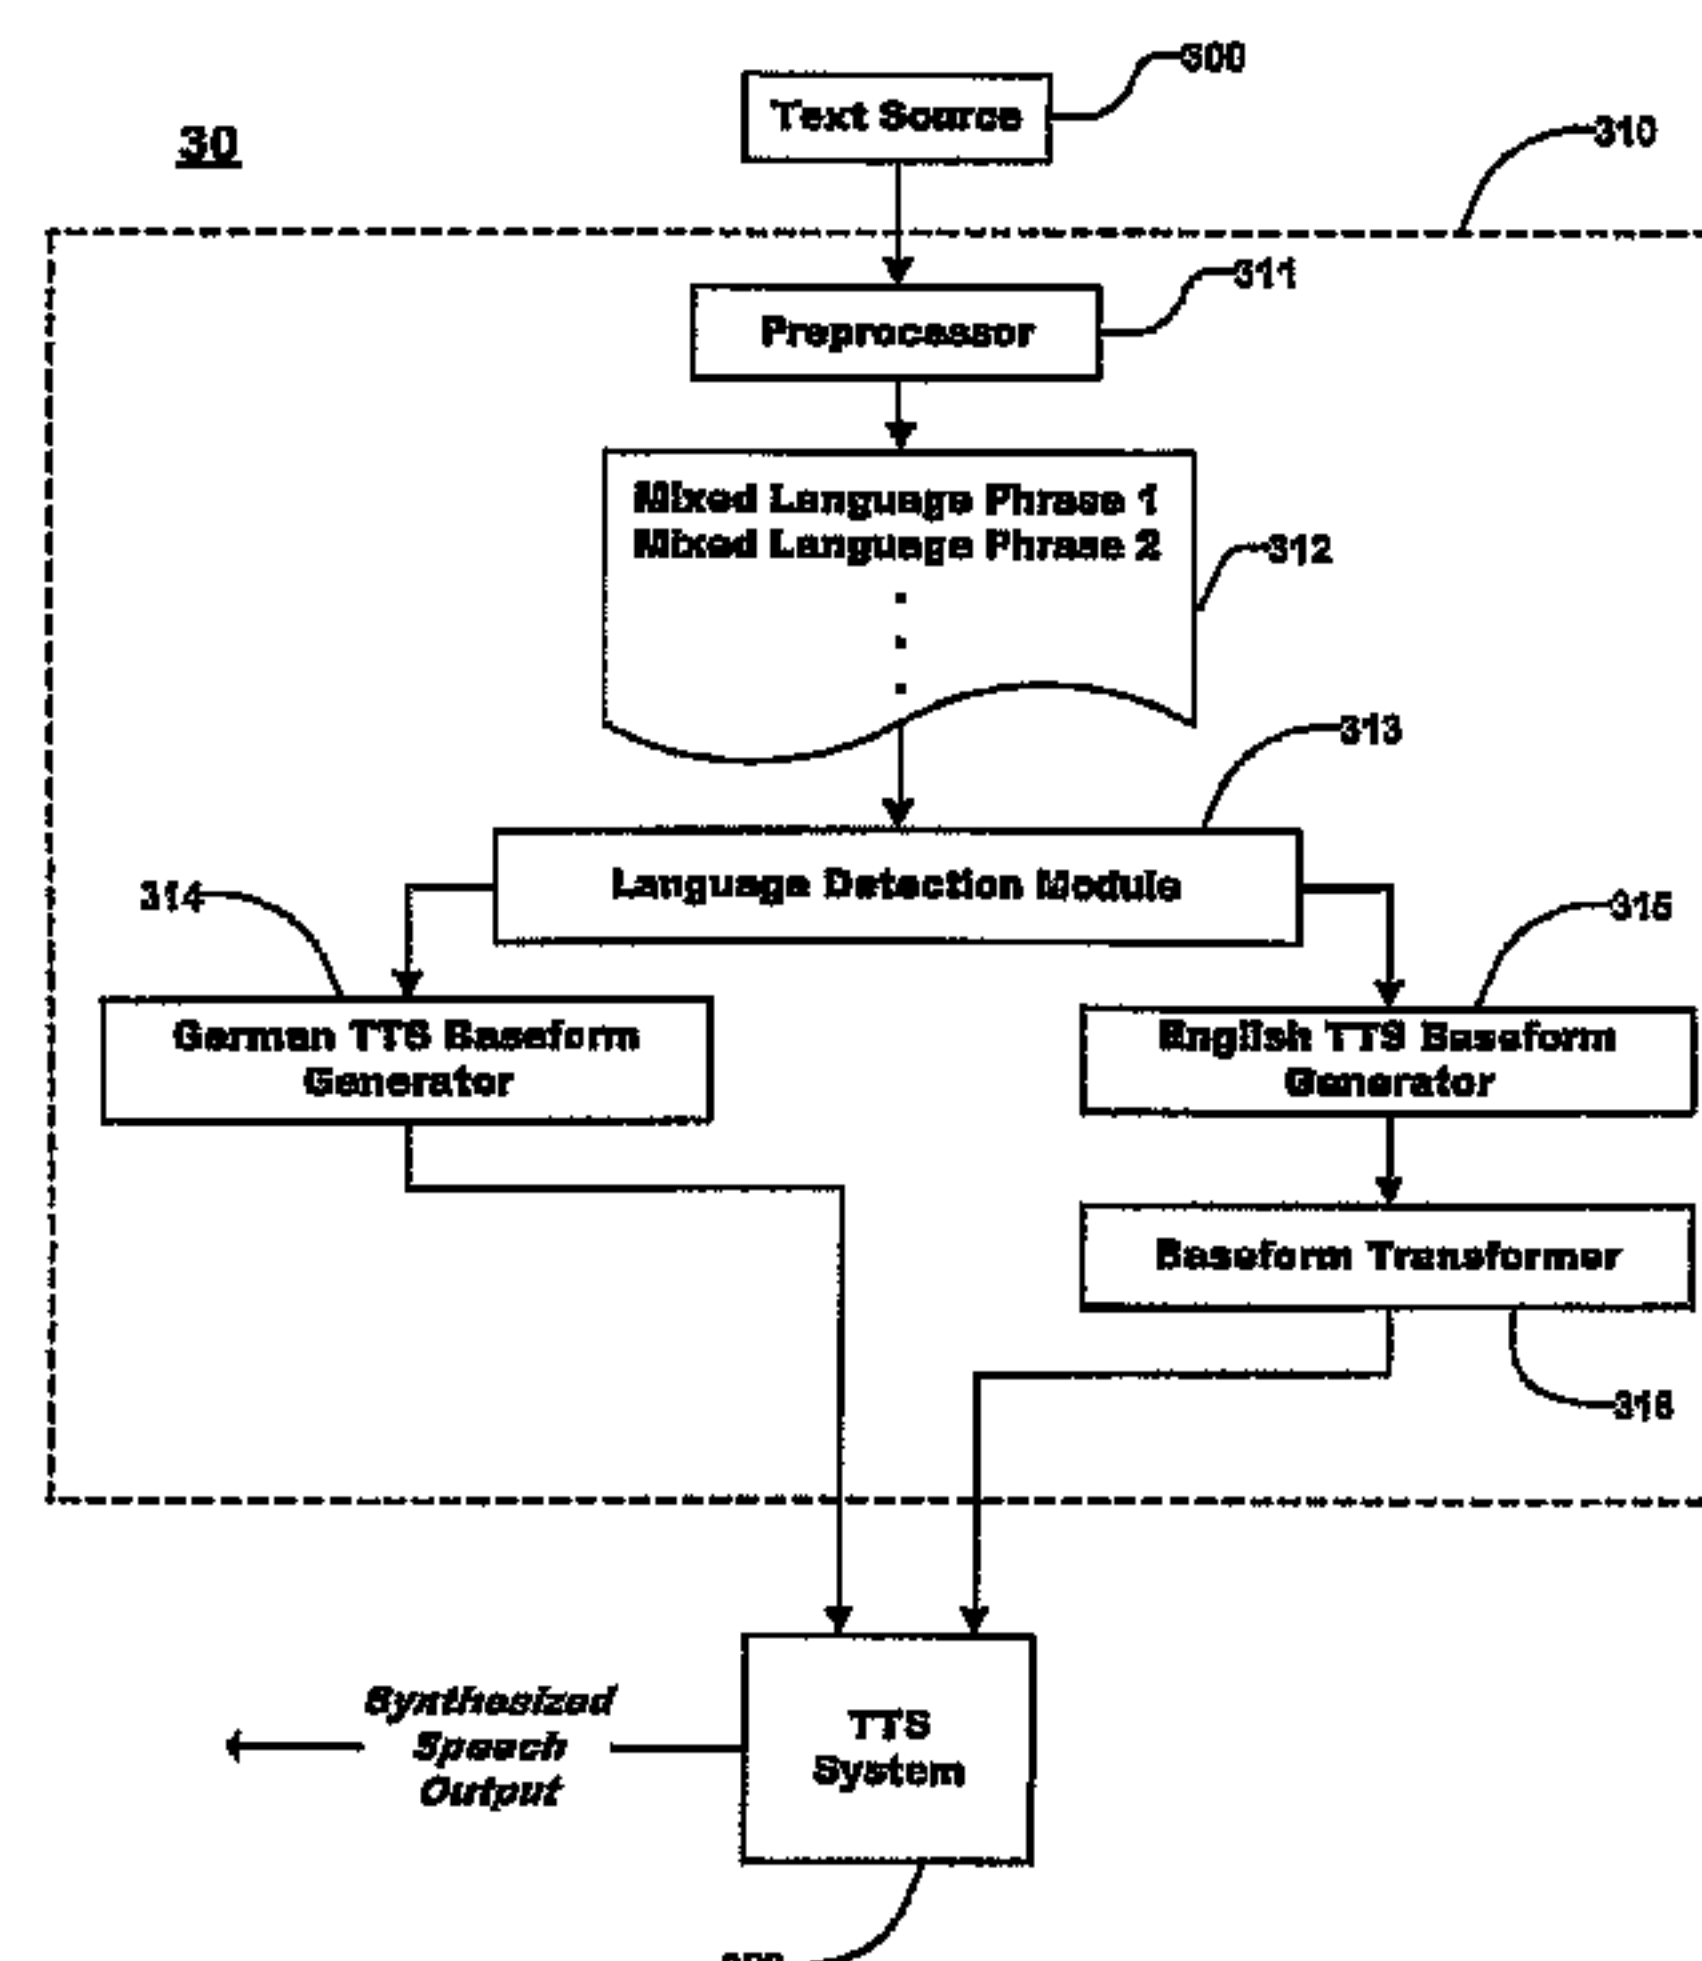 300
Text Source
30
310
311
Preprocessor
Mixed Language Phrase 1
Mixed Language Phrase 2
312
313
Language Detection Module
314
315
German TTS Baseform
Generator
English TTS Baseform
Generator
Baseform Transformer
316
Synthesized
Speech
Output
TTS
System